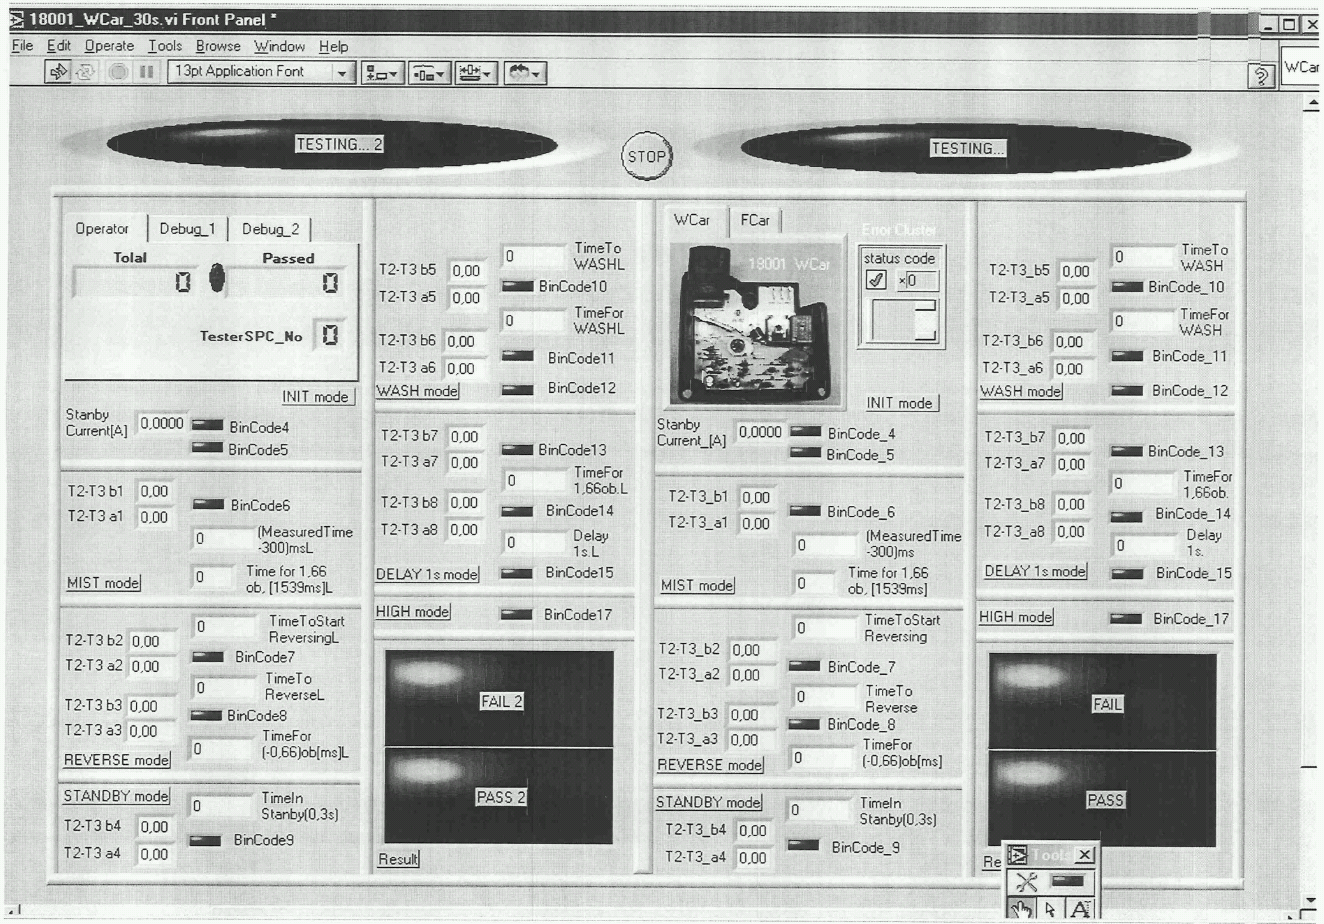 18001_WCar_30s.vi Front Panel *
File Edit Operate Tools Browse Window Help
13pt Application Font
WCar
TESTING... 2
STOP
TESTING...
Operator Debug_1 Debug_2
Total Passed
0 0
TesterSPC_No 0
INIT mode
Stanby
Current[A] 0,0000 BinCode4
BinCode5
T2-T3 b1 0,00
T2-T3 a1 0,00
BinCode6
0 (MeasuredTime
-300)msL
0 Time for 1,66
ob, [1539ms]L
MIST mode
0 TimeToStart
ReversingL
T2-T3 b2 0,00
T2-T3 a2 0,00
BinCode7
0 TimeTo
ReverseL
T2-T3 b3 0,00
T2-T3 a3 0,00
BinCode8
0 TimeFor
(-0,66)ob[ms]L
REVERSE mode
STANDBY mode
0 TimeIn
Stanby(0,3s)
T2-T3 b4 0,00
T2-T3 a4 0,00
BinCode9
0 TimeTo
WASHL
T2-T3 b5 0,00
T2-T3 a5 0,00
BinCode10
0 TimeFor
WASHL
T2-T3 b6 0,00
T2-T3 a6 0,00
BinCode11
BinCode12
WASH mode
T2-T3 b7 0,00
T2-T3 a7 0,00
BinCode13
0 TimeFor
1,66ob.L
T2-T3 b8 0,00
T2-T3 a8 0,00
BinCode14
0 Delay
1s.L
DELAY 1s mode
BinCode15
HIGH mode
BinCode17
FAIL 2
PASS 2
Result
WCar FCar
18001 WCar
Error Cluster
status code
×0
INIT mode
Stanby
Current_[A] 0,0000 BinCode_4
BinCode_5
T2-T3_b1 0,00
T2-T3_a1 0,00
BinCode_6
0 (MeasuredTime
-300)ms
0 Time for 1,66
ob, [1539ms]
MIST mode
0 TimeToStart
Reversing
T2-T3_b2 0,00
T2-T3_a2 0,00
BinCode_7
0 TimeTo
Reverse
T2-T3_b3 0,00
T2-T3_a3 0,00
BinCode_8
0 TimeFor
(-0,66)ob[ms]
REVERSE mode
STANDBY mode
0 TimeIn
Stanby(0,3s)
T2-T3_b4 0,00
T2-T3_a4 0,00
BinCode_9
0 TimeTo
WASH
T2-T3_b5 0,00
T2-T3_a5 0,00
BinCode_10
0 TimeFor
WASH
T2-T3_b6 0,00
T2-T3_a6 0,00
BinCode_11
BinCode_12
WASH mode
T2-T3_b7 0,00
T2-T3_a7 0,00
BinCode_13
0 TimeFor
1,66ob.
T2-T3_b8 0,00
T2-T3_a8 0,00
BinCode_14
0 Delay
1s.
DELAY 1s mode
BinCode_15
HIGH mode
BinCode_17
FAIL
PASS
Re
Tools
A